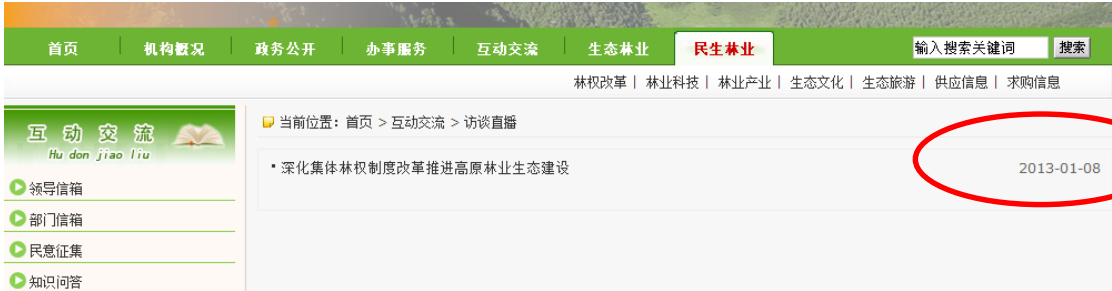 首页 机构概况 政务公开 办事服务 互动交流 生态林业 民生林业 输入搜索关键词 搜索
林权改革 | 林业科技 | 林业产业 | 生态文化 | 生态旅游 | 供应信息 | 求购信息
互动交流
Hu don jiao liu
当前位置：首页 > 互动交流 > 访谈直播
· 深化集体林权制度改革推进高原林业生态建设 2013-01-08
领导信箱
部门信箱
民意征集
知识问答